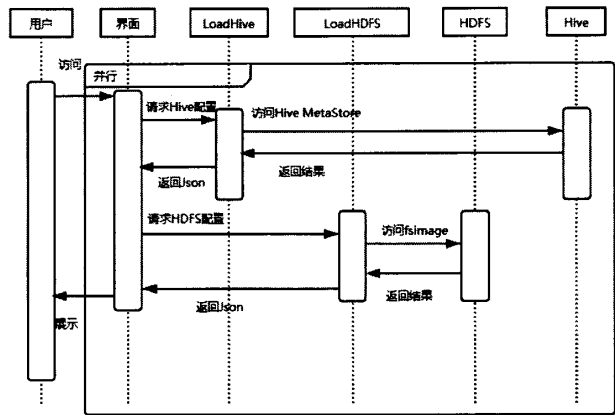 用户 界面 LoadHive LoadHDFS HDFS Hive
访问
并行
请求Hive配置 访问Hive MetaStore
返回Json 返回结果
请求HDFS配置 访问fsimage
返回Json 返回结果
展示